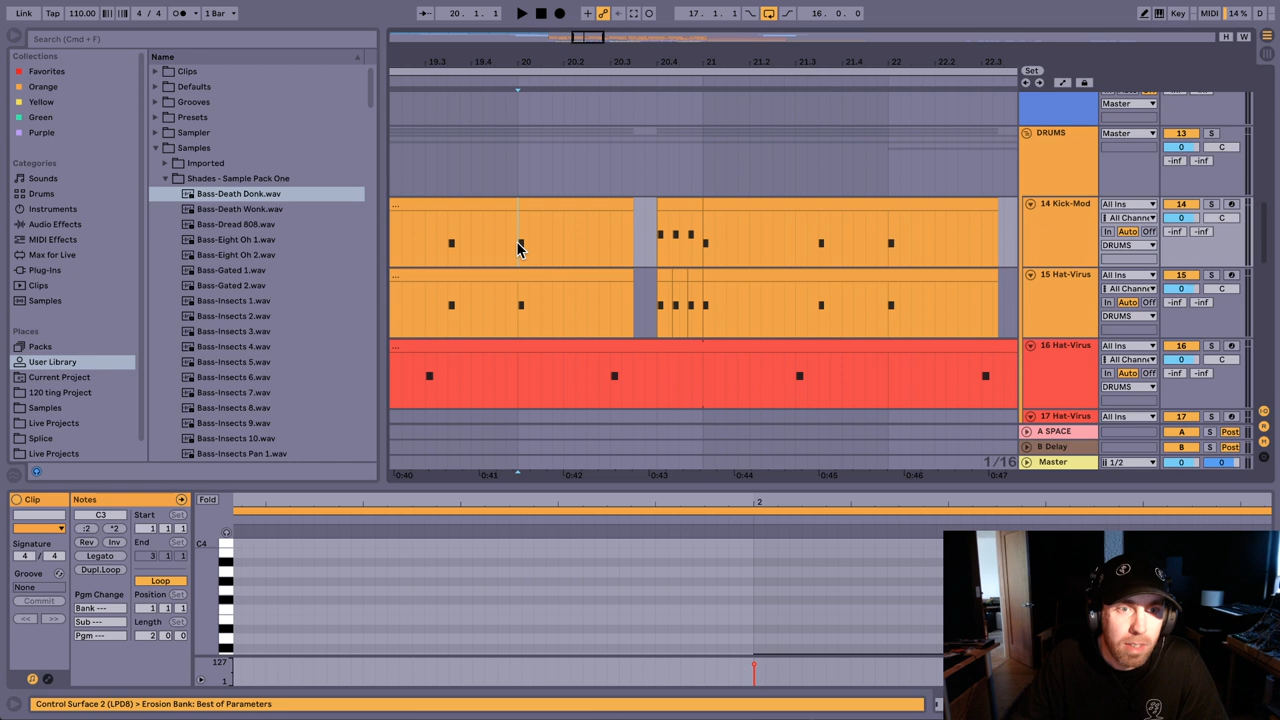 Link Tap 110.00 4 / 4 1 Bar 20. 1. 1 17. 1. 1 16. 0. 0 Key MIDI 14 % D
Search (Cmd + F)
H W
Collections
Favorites
Orange
Yellow
Green
Purple
Categories
Sounds
Drums
Instruments
Audio Effects
MIDI Effects
Max for Live
Plug-Ins
Clips
Samples
Places
Packs
User Library
Current Project
120 ting Project
Samples
Live Projects
Splice
Live Projects
Name
Clips
Defaults
Grooves
Presets
Sampler
Samples
Imported
Shades - Sample Pack One
Bass-Death Donk.wav
Bass-Death Wonk.wav
Bass-Dread 808.wav
Bass-Eight Oh 1.wav
Bass-Eight Oh 2.wav
Bass-Gated 1.wav
Bass-Gated 2.wav
Bass-Insects 1.wav
Bass-Insects 2.wav
Bass-Insects 3.wav
Bass-Insects 4.wav
Bass-Insects 5.wav
Bass-Insects 6.wav
Bass-Insects 7.wav
Bass-Insects 8.wav
Bass-Insects 9.wav
Bass-Insects 10.wav
Bass-Insects Pan 1.wav
19.3 19.4 20 20.2 20.3 20.4 21 21.2 21.3 21.4 22 22.2 22.3
Set
Master
DRUMS Master 13 S
0 C
-inf -inf
... 14 Kick-Mod All Ins 14 S
All Channe 0 C
In Auto Off -inf -inf
DRUMS
... 15 Hat-Virus All Ins 15 S
All Channe 0 C
In Auto Off -inf -inf
DRUMS
... 16 Hat-Virus All Ins 16 S
All Channe 0 C
In Auto Off -inf -inf
DRUMS
17 Hat-Virus All Ins 17 S
A SPACE A S Post
B Delay B S Post
1/16 Master 1/2 0 0
0:40 0:41 0:42 0:43 0:44 0:45 0:46 0:47
Clip
Signature
4 / 4
Groove
None
Commit
<< >>
Notes
C3 Start Set
:2 *2 1 1 1
Rev Inv End Set
Legato 3 1 1
Dupl.Loop
Loop
Pgm Change Position Set
Bank --- 1 1 1
Sub --- Length Set
Pgm --- 2 0 0
Fold
2
C4
127
1
Control Surface 2 (LPD8) > Erosion Bank: Best of Parameters